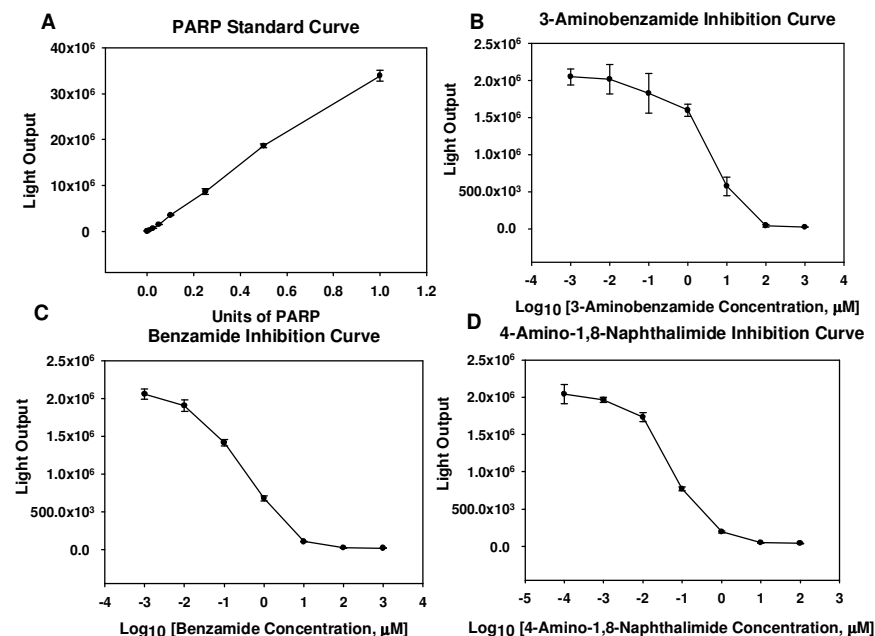 A
PARP Standard Curve
40x10⁶
30x10⁶
20x10⁶
10x10⁶
0
Light Output
0.0 0.2 0.4 0.6 0.8 1.0 1.2
Units of PARP
B
3-Aminobenzamide Inhibition Curve
2.5x10⁶
2.0x10⁶
1.5x10⁶
1.0x10⁶
500.0x10³
0.0
Light Output
-4 -3 -2 -1 0 1 2 3 4
Log₁₀ [3-Aminobenzamide Concentration, µM]
C
Benzamide Inhibition Curve
2.5x10⁶
2.0x10⁶
1.5x10⁶
1.0x10⁶
500.0x10³
0.0
Light Output
-4 -3 -2 -1 0 1 2 3 4
Log₁₀ [Benzamide Concentration, µM]
D
4-Amino-1,8-Naphthalimide Inhibition Curve
2.5x10⁶
2.0x10⁶
1.5x10⁶
1.0x10⁶
500.0x10³
0.0
Light Output
-5 -4 -3 -2 -1 0 1 2 3
Log₁₀ [4-Amino-1,8-Naphthalimide Concentration, µM]